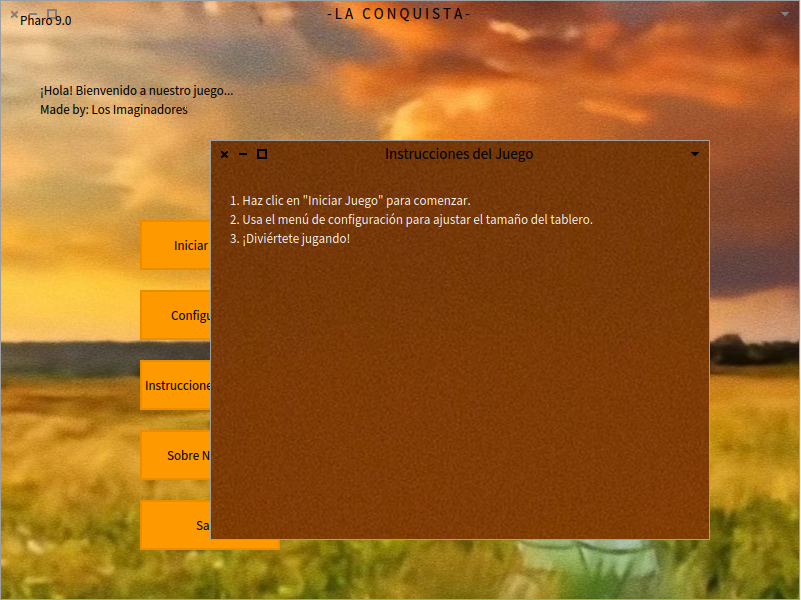 -LA CONQUISTA-
Pharo 9.0
¡Hola! Bienvenido a nuestro juego...
Made by: Los Imaginadores
Instrucciones del Juego
1. Haz clic en "Iniciar Juego" para comenzar.
2. Usa el menú de configuración para ajustar el tamaño del tablero.
3. ¡Diviértete jugando!
Iniciar
Configu
Instruccione
Sobre N
Sa